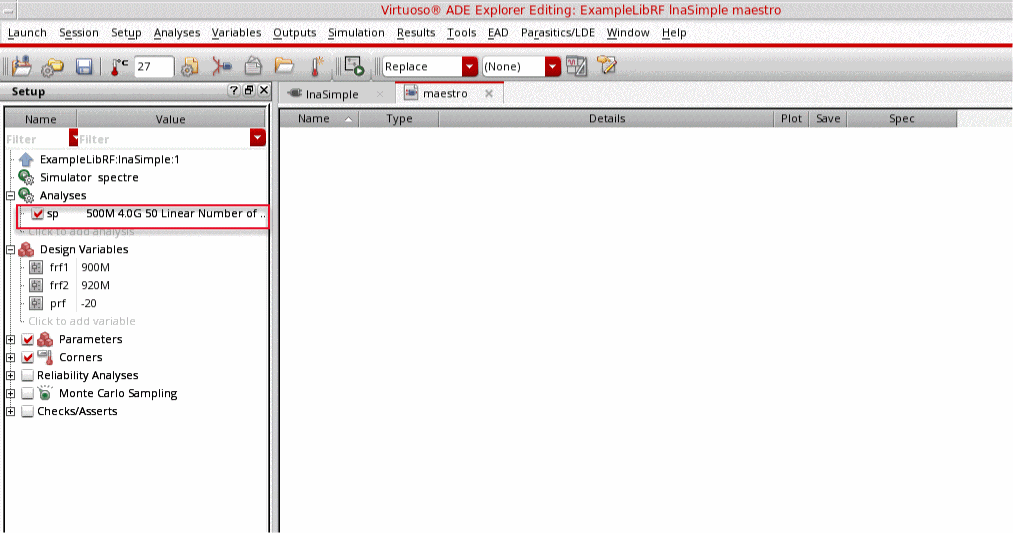 Virtuoso® ADE Explorer Editing: ExampleLibRF lnaSimple maestro
Launch Session Setup Analyses Variables Outputs Simulation Results Tools EAD Parasitics/LDE Window Help
°C 27 Replace (None)
Setup ? lnaSimple maestro
Name Value Name Type Details Plot Save Spec
Filter Filter
ExampleLibRF:lnaSimple:1
Simulator spectre
Analyses
sp 500M 4.0G 50 Linear Number of ..
Click to add analysis
Design Variables
frf1 900M
frf2 920M
prf -20
Click to add variable
Parameters
Corners
Reliability Analyses
Monte Carlo Sampling
Checks/Asserts